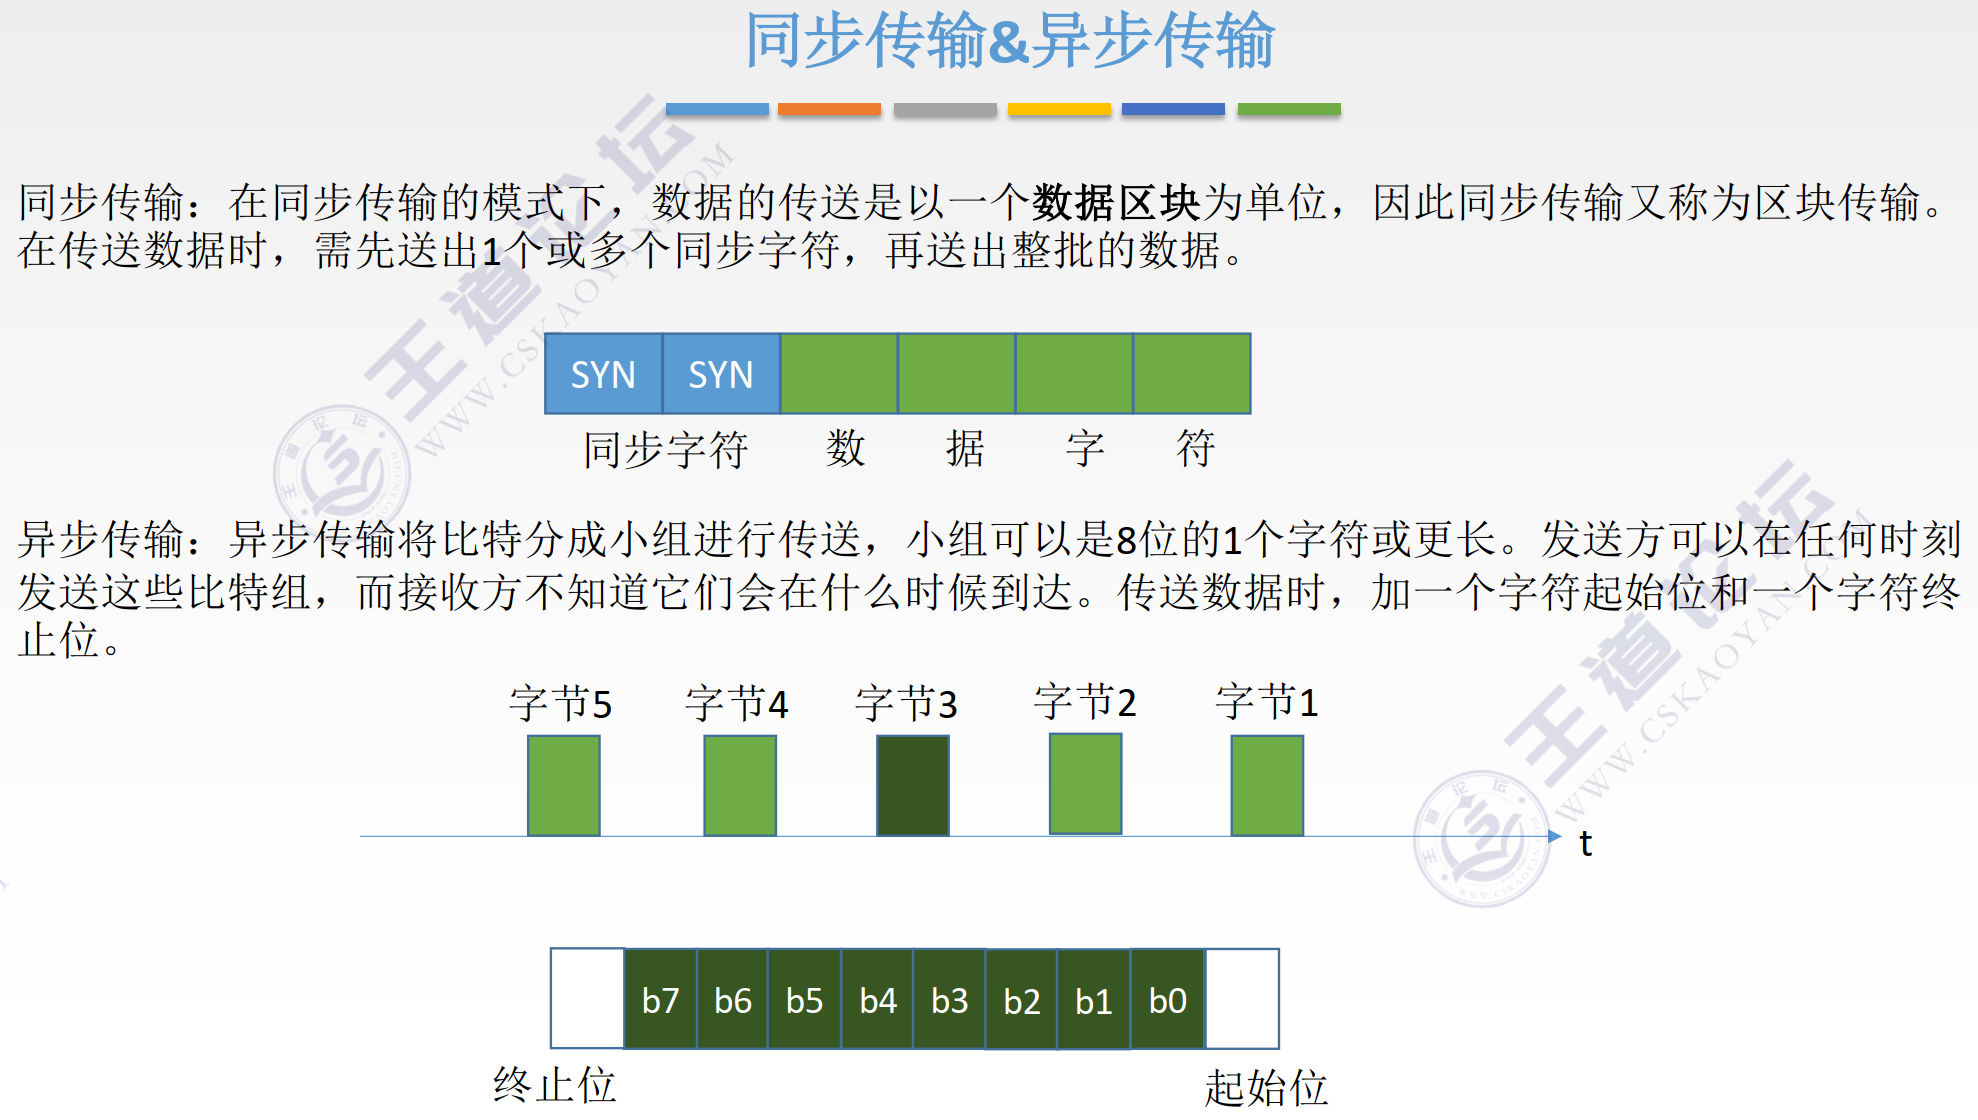 同步传输&异步传输
同步传输：在同步传输的模式下，数据的传送是以一个数据区块为单位，因此同步传输又称为区块传输。
在传送数据时，需先送出1个或多个同步字符，再送出整批的数据。
SYN SYN
同步字符 数 据 字 符
异步传输：异步传输将比特分成小组进行传送，小组可以是8位的1个字符或更长。发送方可以在任何时刻
发送这些比特组，而接收方不知道它们会在什么时候到达。传送数据时，加一个字符起始位和一个字符终
止位。
字节5 字节4 字节3 字节2 字节1
t
b7 b6 b5 b4 b3 b2 b1 b0
终止位 起始位
王道论坛
WWW.CSKAOYAN.COM
王道论坛
WWW.CSKAOYAN.COM